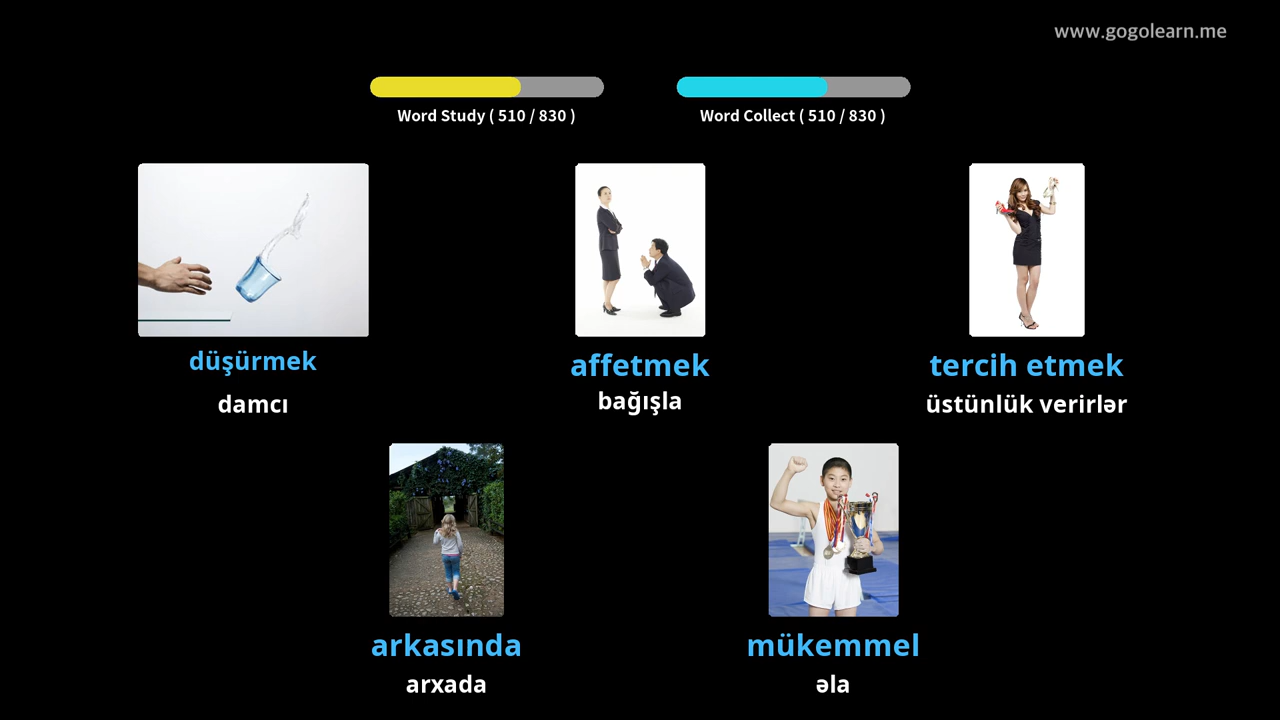 www.gogolearn.me
Word Study ( 510 / 830 )
Word Collect ( 510 / 830 )
düşürmek
damcı
affetmek
bağışla
tercih etmek
üstünlük verirlər
arkasında
arxada
mükemmel
əla